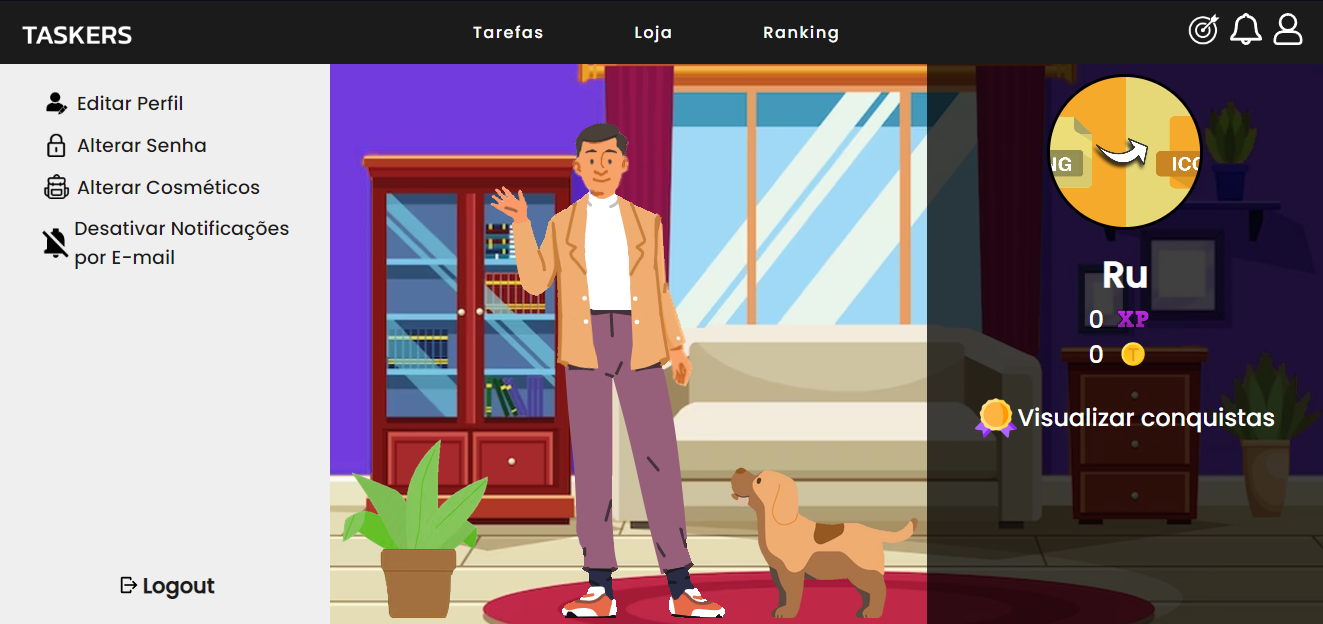 TASKERS
Tarefas
Loja
Ranking
Editar Perfil
Alterar Senha
Alterar Cosméticos
Desativar Notificações
por E-mail
Logout
NG
ICO
Ru
0 XP
0 T
Visualizar conquistas